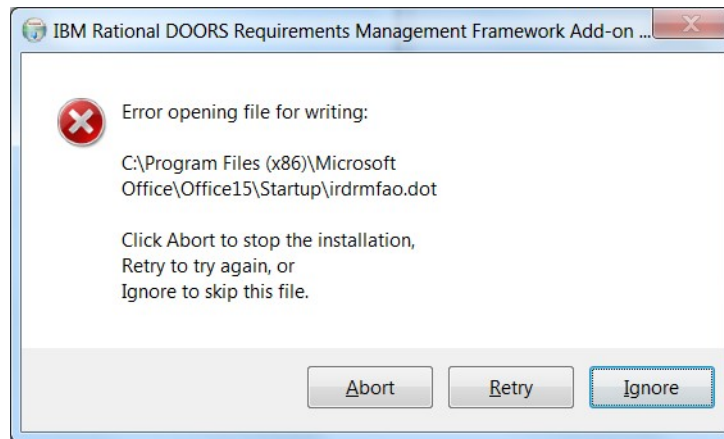 IBM Rational DOORS Requirements Management Framework Add-on ...
Error opening file for writing:
C:\Program Files (x86)\Microsoft
Office\Office15\Startup\irdrmfao.dot
Click Abort to stop the installation,
Retry to try again, or
Ignore to skip this file.
Abort
Retry
Ignore